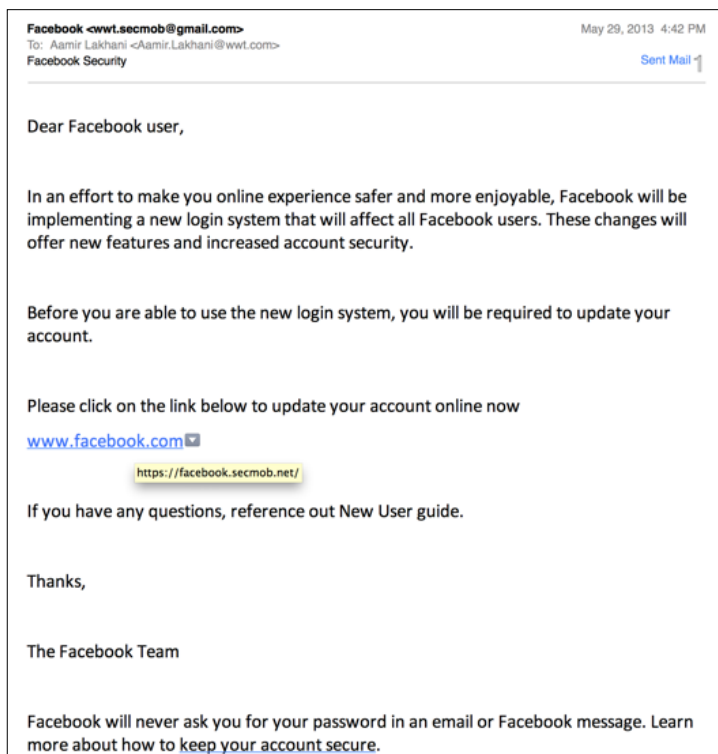 Facebook <wwt.secmob@gmail.com>
May 29, 2013 4:42 PM
To: Aamir Lakhani <Aamir.Lakhani@wwt.com>
Facebook Security
Sent Mail 1
Dear Facebook user,
In an effort to make you online experience safer and more enjoyable, Facebook will be
implementing a new login system that will affect all Facebook users. These changes will
offer new features and increased account security.
Before you are able to use the new login system, you will be required to update your
account.
Please click on the link below to update your account online now
www.facebook.com
https://facebook.secmob.net/
If you have any questions, reference out New User guide.
Thanks,
The Facebook Team
Facebook will never ask you for your password in an email or Facebook message. Learn
more about how to keep your account secure.